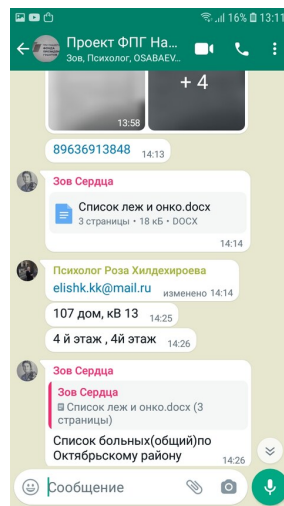 16% 13:11
Проект ФПГ На...
Зов, Психолог, OSABAEV...
+ 4
13:58
89636913848 14:13
Зов Сердца
Список леж и онко.docx
3 страницы • 18 кБ • DOCX
14:14
Психолог Роза Хилдехироева
elishk.kk@mail.ru изменено 14:14
107 дом, кВ 13 14:25
4 й этаж , 4й этаж 14:26
Зов Сердца
Зов Сердца
Список леж и онко.docx (3
страницы)
Список больных(общий)по
Октябрьскому району 14:26
Сообщение